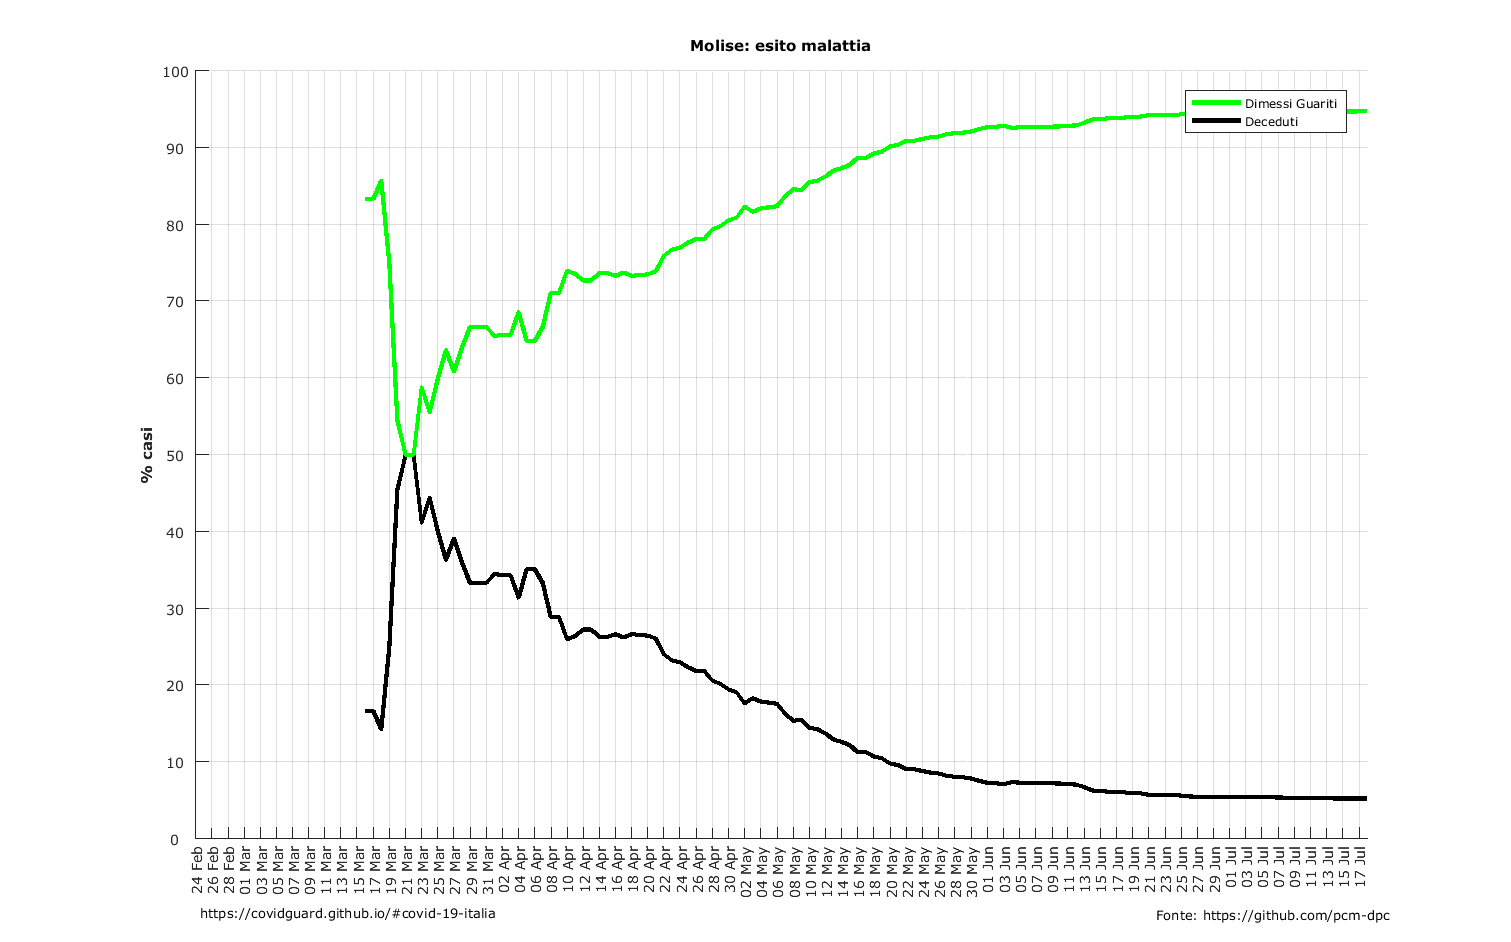 Molise: esito malattia
100
90
80
70
60
50
40
30
20
10
0
% casi
Dimessi Guariti
Deceduti
24 Feb
26 Feb
28 Feb
01 Mar
03 Mar
05 Mar
07 Mar
09 Mar
11 Mar
13 Mar
15 Mar
17 Mar
19 Mar
21 Mar
23 Mar
25 Mar
27 Mar
29 Mar
31 Mar
02 Apr
04 Apr
06 Apr
08 Apr
10 Apr
12 Apr
14 Apr
16 Apr
18 Apr
20 Apr
22 Apr
24 Apr
26 Apr
28 Apr
30 Apr
02 May
04 May
06 May
08 May
10 May
12 May
14 May
16 May
18 May
20 May
22 May
24 May
26 May
28 May
30 May
01 Jun
03 Jun
05 Jun
07 Jun
09 Jun
11 Jun
13 Jun
15 Jun
17 Jun
19 Jun
21 Jun
23 Jun
25 Jun
27 Jun
29 Jun
01 Jul
03 Jul
05 Jul
07 Jul
09 Jul
11 Jul
13 Jul
15 Jul
17 Jul
https://covidguard.github.io/#covid-19-italia
Fonte: https://github.com/pcm-dpc